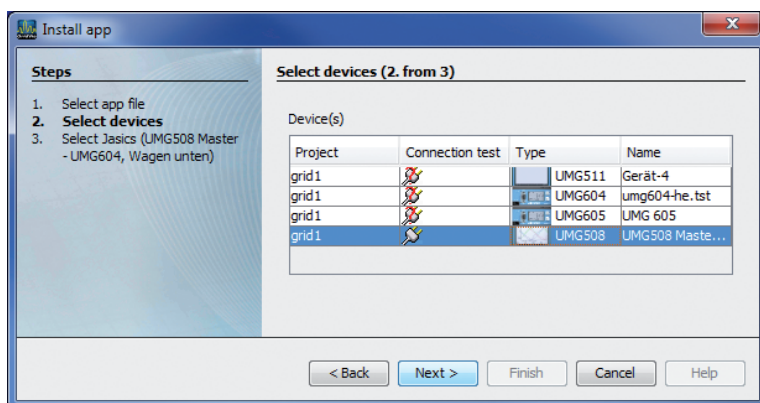 Install app
Steps
1. Select app file
2. Select devices
3. Select Jasics (UMG508 Master
- UMG604, Wagen unten)
Select devices (2. from 3)
Device(s)
Project Connection test Type Name
grid1 UMG511 Gerät-4
grid1 UMG604 umg604-he.tst
grid1 UMG605 UMG 605
grid1 UMG508 UMG508 Maste...
< Back Next > Finish Cancel Help